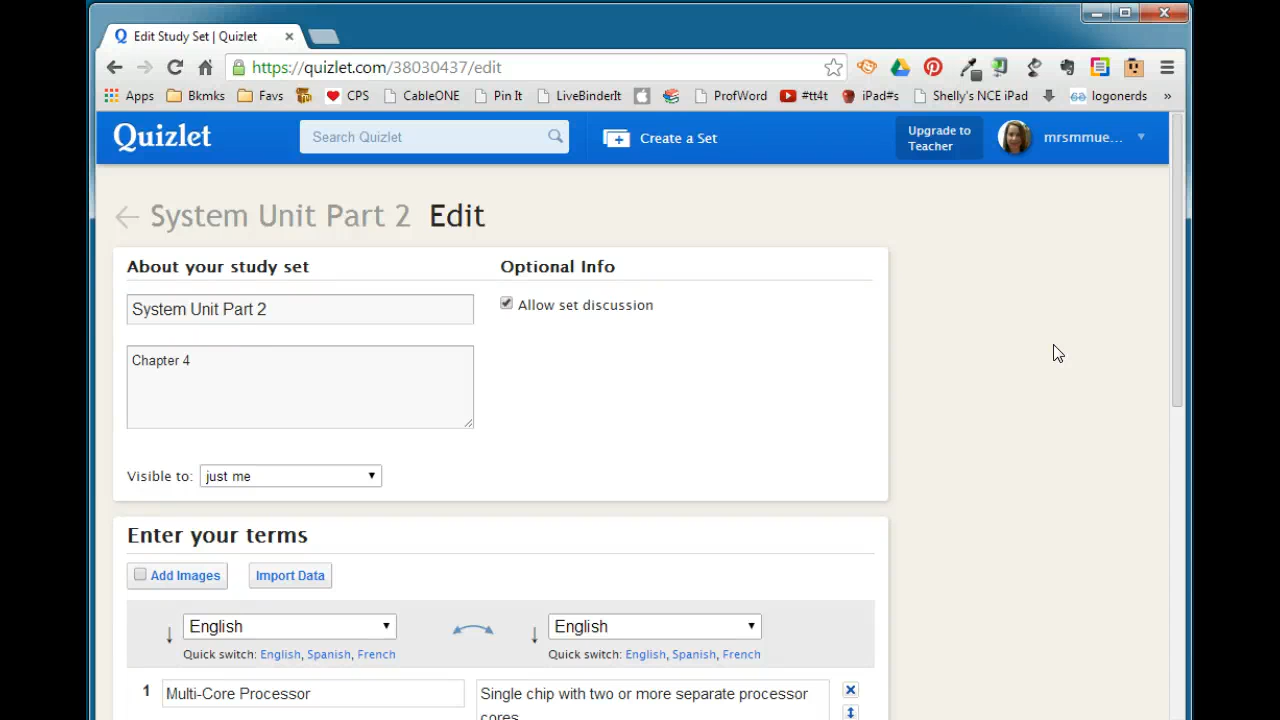 Edit Study Set | Quizlet
https://quizlet.com/38030437/edit
Apps Bkmks Favs CPS CableONE Pin It LiveBinderIt ProfWord #tt4t iPad#s Shelly's NCE iPad logonerds »
Quizlet
Search Quizlet
Create a Set
Upgrade to
Teacher
mrsmmue...
System Unit Part 2 Edit
About your study set
Optional Info
System Unit Part 2
Allow set discussion
Chapter 4
Visible to: just me
Enter your terms
Add Images
Import Data
English
English
Quick switch: English, Spanish, French
Quick switch: English, Spanish, French
1 Multi-Core Processor
Single chip with two or more separate processor
cores